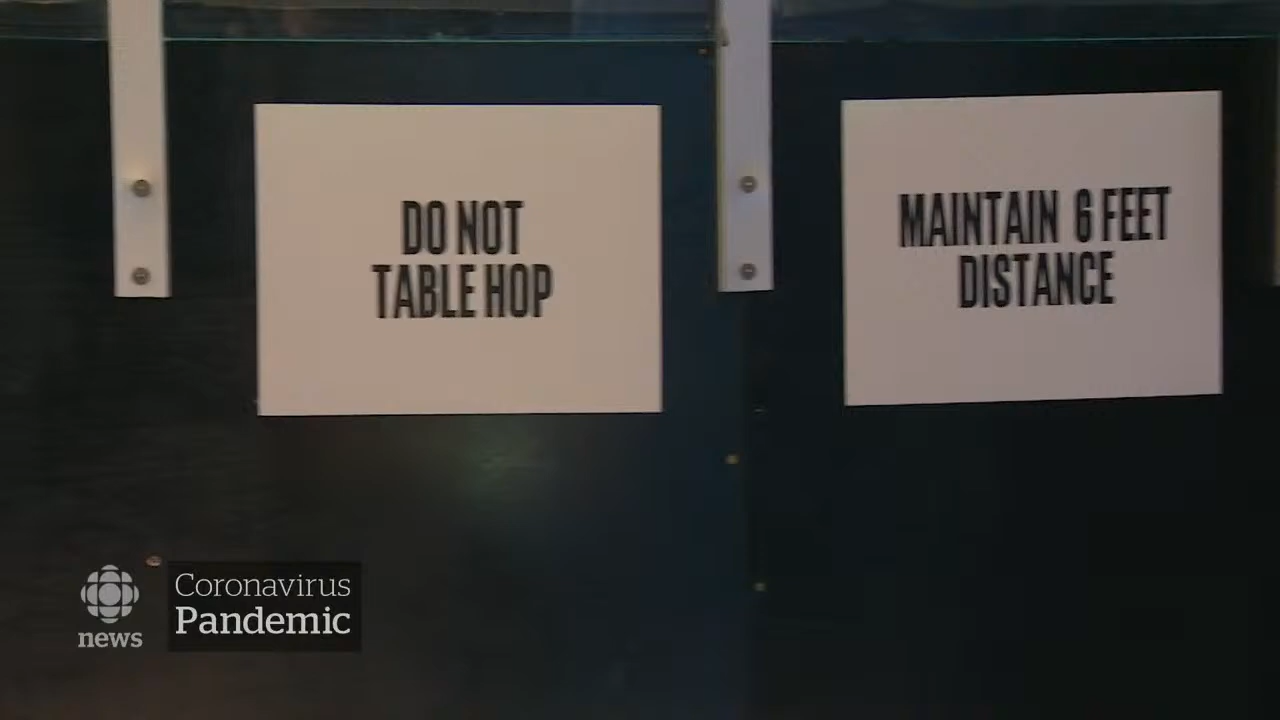 DO NOT
TABLE HOP
MAINTAIN 6 FEET
DISTANCE
Coronavirus
Pandemic
news